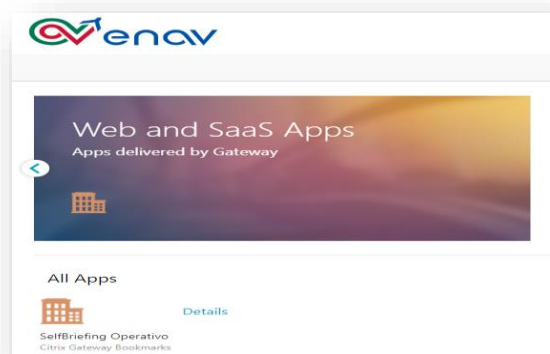 enav
Web and SaaS Apps
Apps delivered by Gateway
All Apps
Details
SelfBriefing Operativo
Citrix Gateway Bookmarks